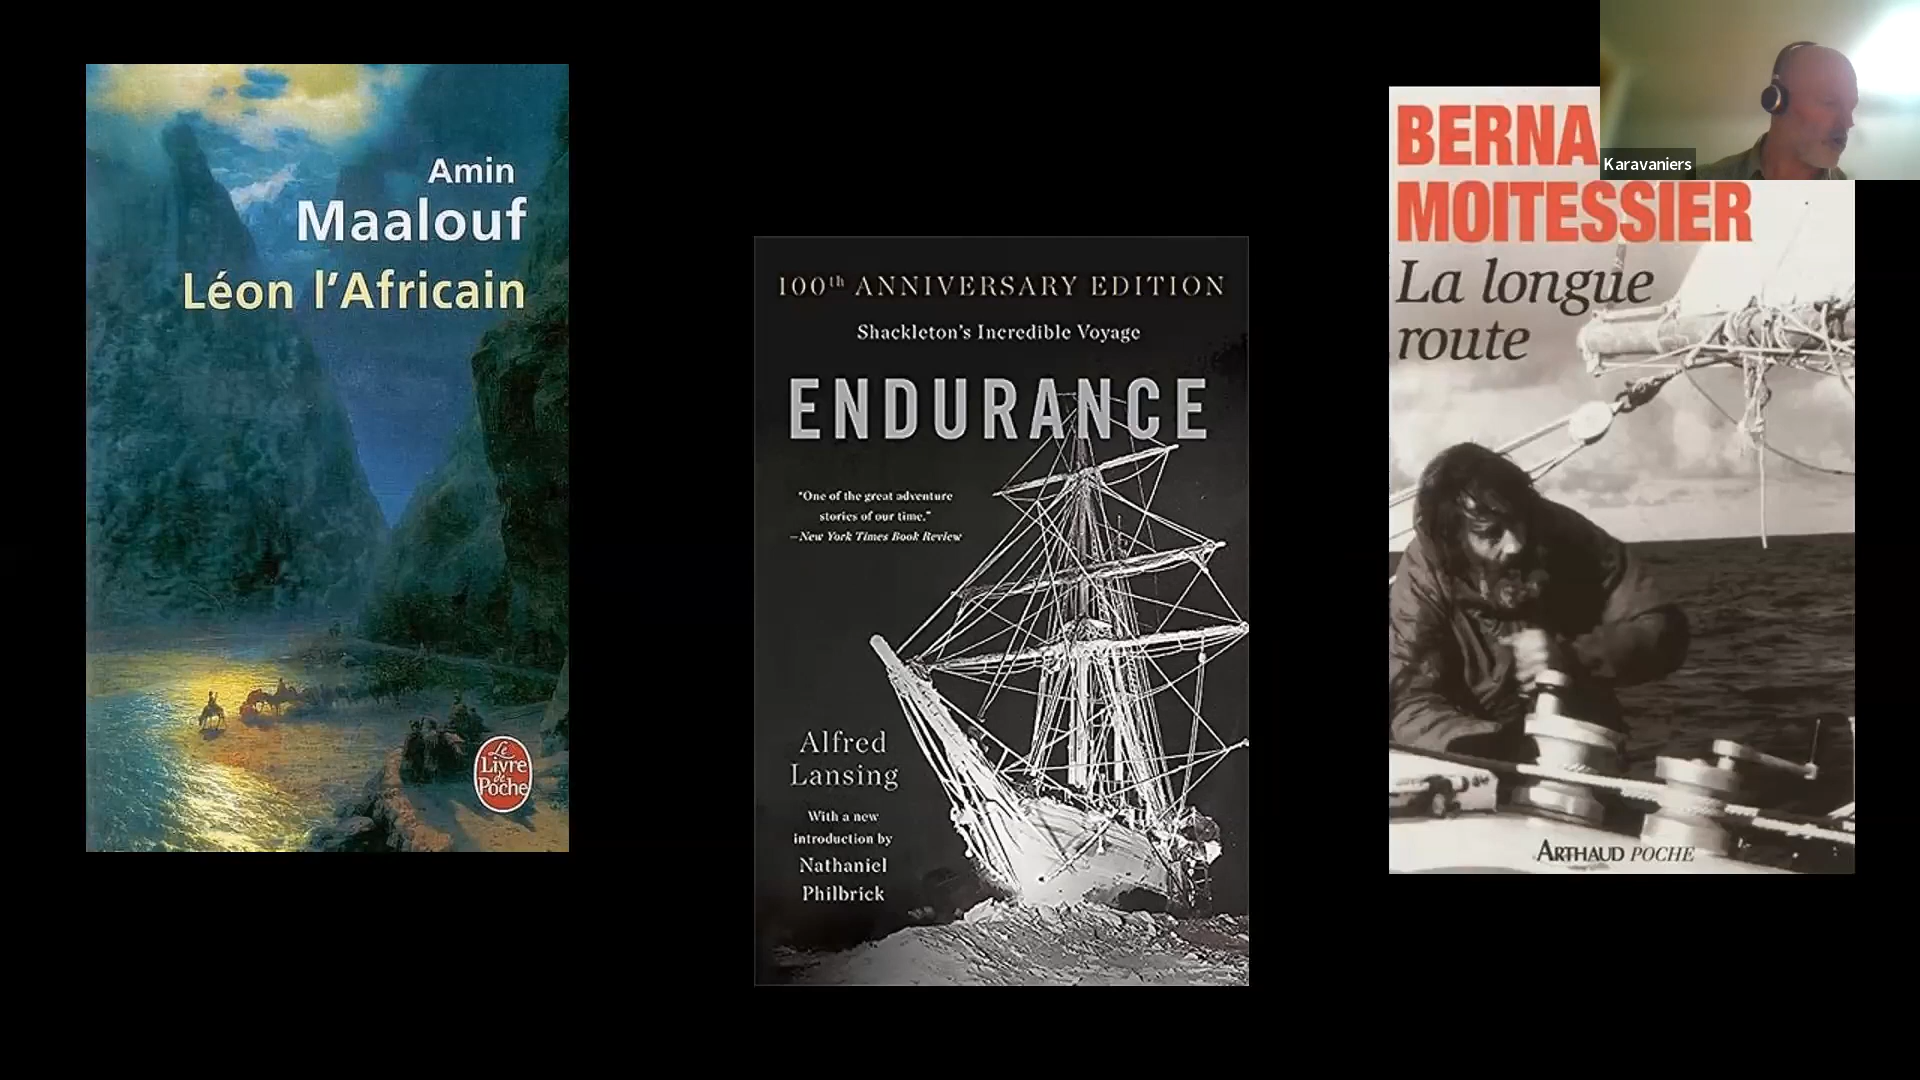 Amin
Maalouf
Léon l'Africain
Le
Livre
de
Poche
100th ANNIVERSARY EDITION
Shackleton's Incredible Voyage
ENDURANCE
"One of the great adventure
stories of our time."
—New York Times Book Review
Alfred
Lansing
With a new
introduction by
Nathaniel
Philbrick
BERNA
MOITESSIER
La longue
route
ARTHAUD POCHE
Karavaniers